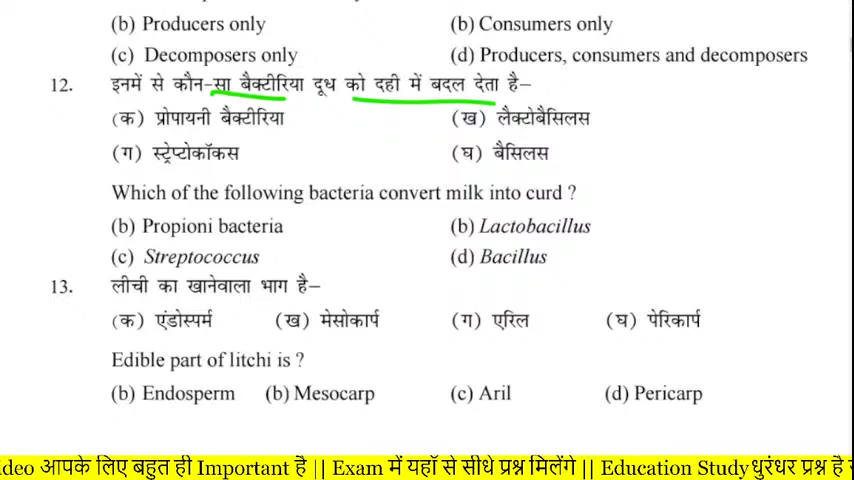 (b) Producers only (b) Consumers only
(c) Decomposers only (d) Producers, consumers and decomposers
12. इनमें से कौन-सा बैक्टीरिया दूध को दही में बदल देता है–
(क) प्रोपायनी बैक्टीरिया (ख) लैक्टोबैसिलस
(ग) स्ट्रेप्टोकॉकस (घ) बैसिलस
Which of the following bacteria convert milk into curd ?
(b) Propioni bacteria (b) Lactobacillus
(c) Streptococcus (d) Bacillus
13. लीची का खानेवाला भाग है–
(क) एंडोस्पर्म (ख) मेसोकार्प (ग) एरिल (घ) पेरिकार्प
Edible part of litchi is ?
(b) Endosperm (b) Mesocarp (c) Aril (d) Pericarp
आपके लिए बहुत ही Important है || Exam में यहाँ से सीधे प्रश्न मिलेंगे || Education Study धुरंधर प्रश्न है